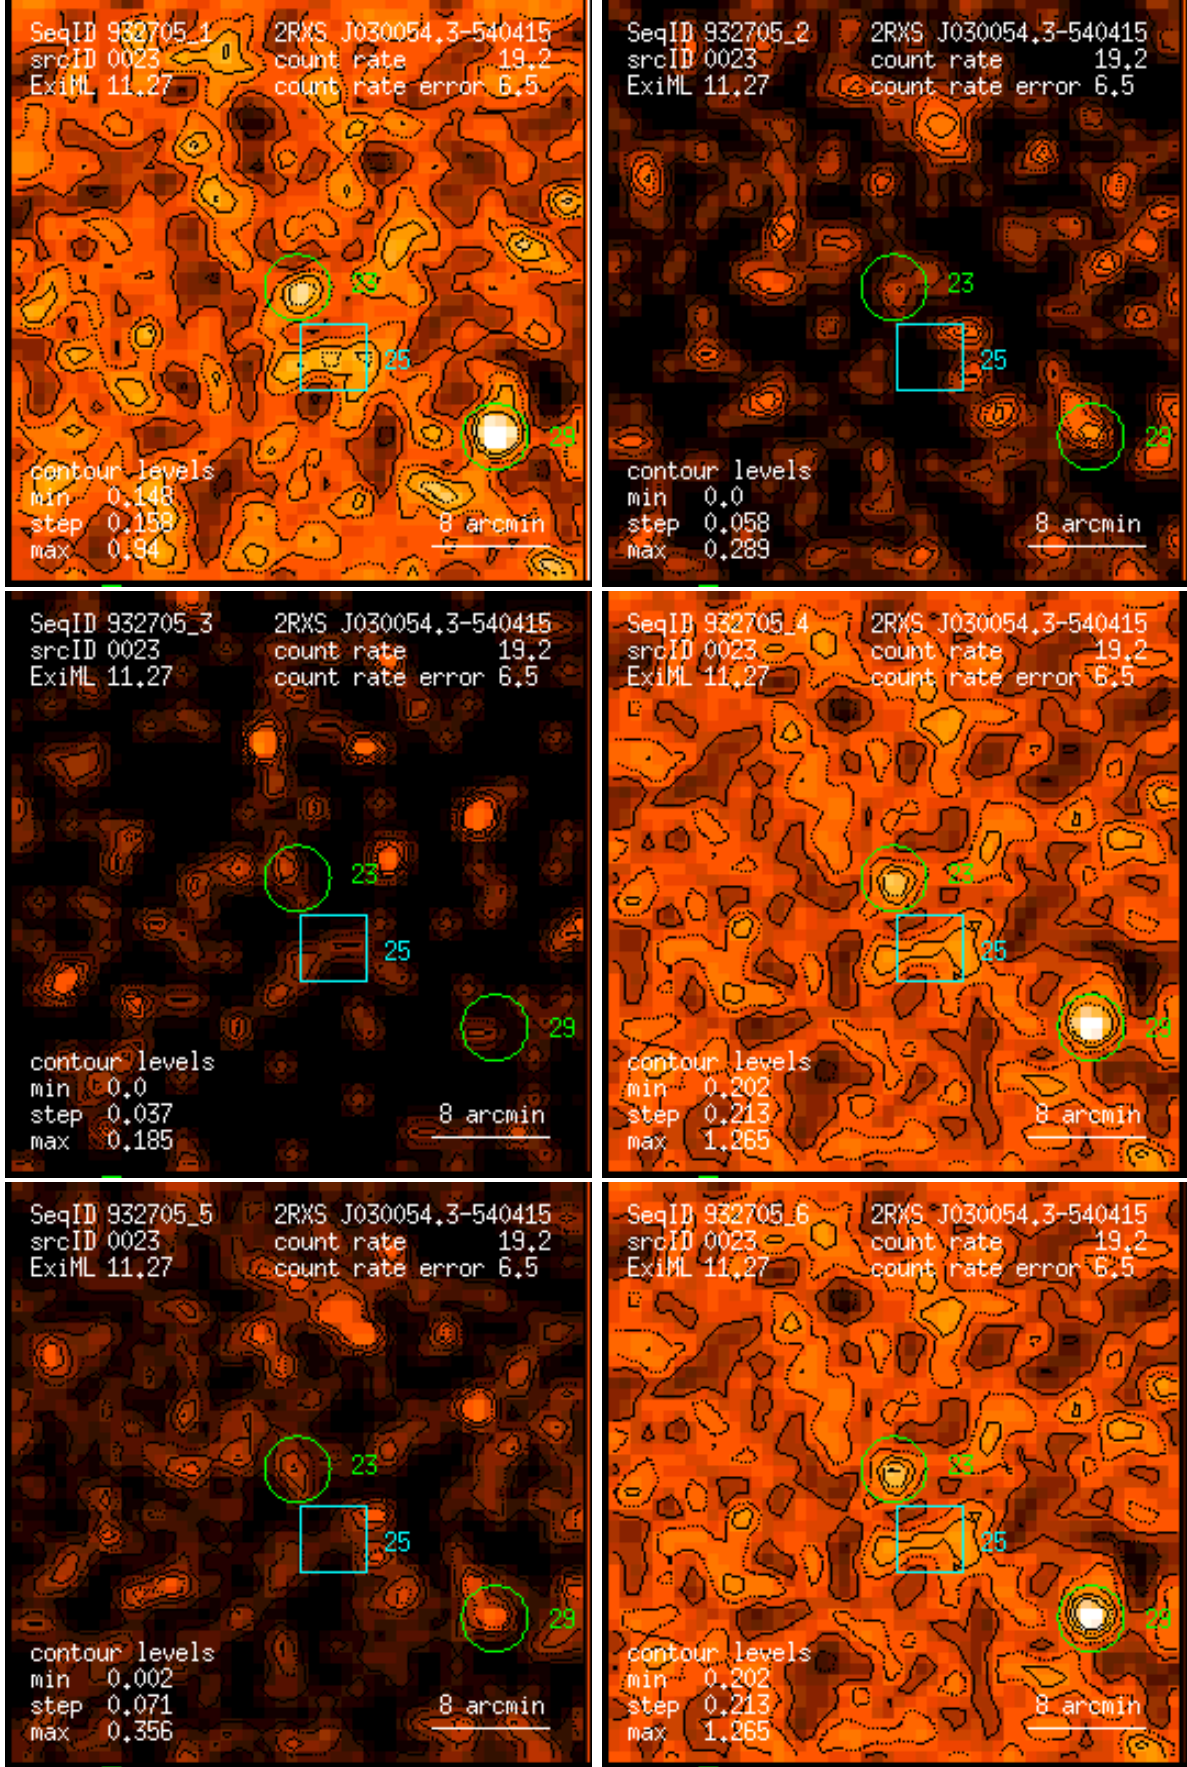 SeqID 932705_1 2RXS J030054.3-540415
srcID 0023 count rate 19.2
ExiML 11.27 count rate error 6.5
23
25
29
contour levels
min 0.148
step 0.158
max 0.94
8 arcmin
SeqID 932705_2 2RXS J030054.3-540415
srcID 0023 count rate 19.2
ExiML 11.27 count rate error 6.5
23
25
29
contour levels
min 0.0
step 0.058
max 0.289
8 arcmin
SeqID 932705_3 2RXS J030054.3-540415
srcID 0023 count rate 19.2
ExiML 11.27 count rate error 6.5
23
25
29
contour levels
min 0.0
step 0.037
max 0.185
8 arcmin
SeqID 932705_4 2RXS J030054.3-540415
srcID 0023 count rate 19.2
ExiML 11.27 count rate error 6.5
23
25
29
contour levels
min 0.202
step 0.213
max 1.265
8 arcmin
SeqID 932705_5 2RXS J030054.3-540415
srcID 0023 count rate 19.2
ExiML 11.27 count rate error 6.5
23
25
29
contour levels
min 0.002
step 0.071
max 0.356
8 arcmin
SeqID 932705_6 2RXS J030054.3-540415
srcID 0023 count rate 19.2
ExiML 11.27 count rate error 6.5
23
25
29
contour levels
min 0.202
step 0.213
max 1.265
8 arcmin